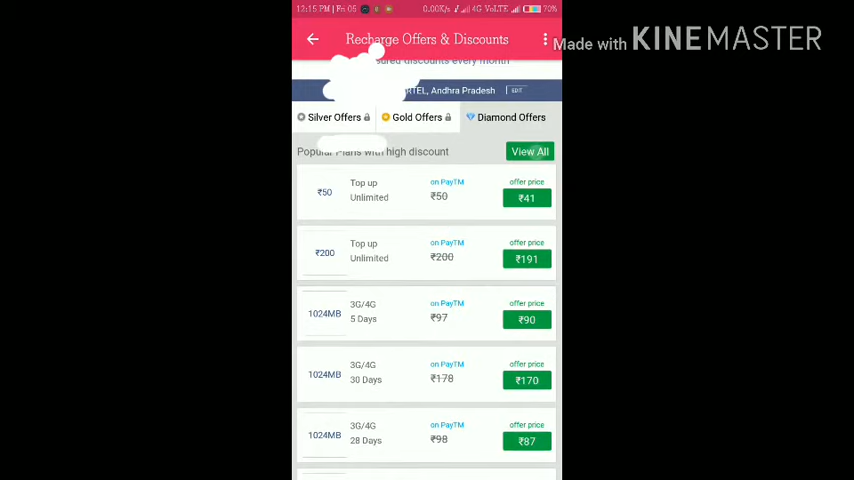 12:15 PM | Fri 05
0.00K/s 4G VoLTE 70%
Recharge Offers & Discounts
Made with KINEMASTER
discounts every month
Andhra Pradesh
EDIT
Silver Offers
Gold Offers
Diamond Offers
Popular Plans with high discount
View All
₹50
Top up
Unlimited
on PayTM
₹50
offer price
₹41
₹200
Top up
Unlimited
on PayTM
₹200
offer price
₹191
1024MB
3G/4G
5 Days
on PayTM
₹97
offer price
₹90
1024MB
3G/4G
30 Days
on PayTM
₹178
offer price
₹170
1024MB
3G/4G
28 Days
on PayTM
₹98
offer price
₹87